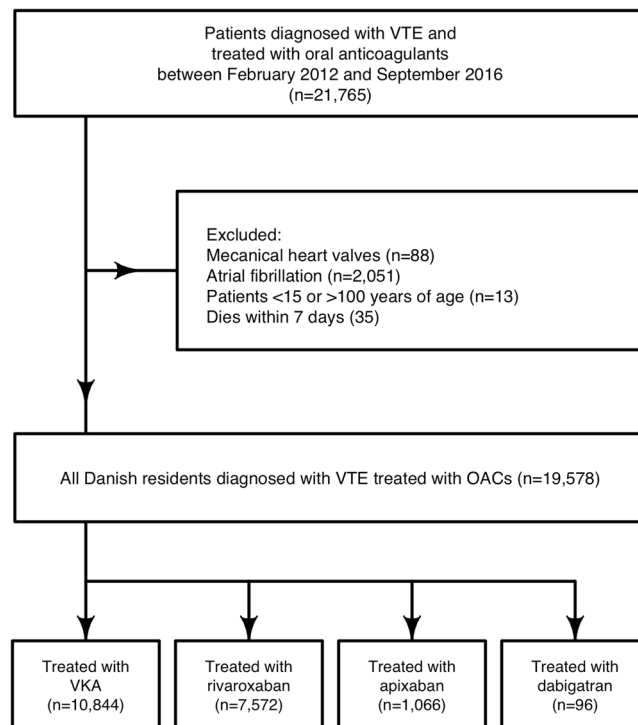 Patients diagnosed with VTE and
treated with oral anticoagulants
between February 2012 and September 2016
(n=21,765)
Excluded:
Mecanical heart valves (n=88)
Atrial fibrillation (n=2,051)
Patients <15 or >100 years of age (n=13)
Dies within 7 days (35)
All Danish residents diagnosed with VTE treated with OACs (n=19,578)
Treated with
VKA
n=10,844)
Treated with
rivaroxaban
(n=7,572)
Treated with
apixaban
(n=1,066)
Treated with
dabigatran
(n=96)